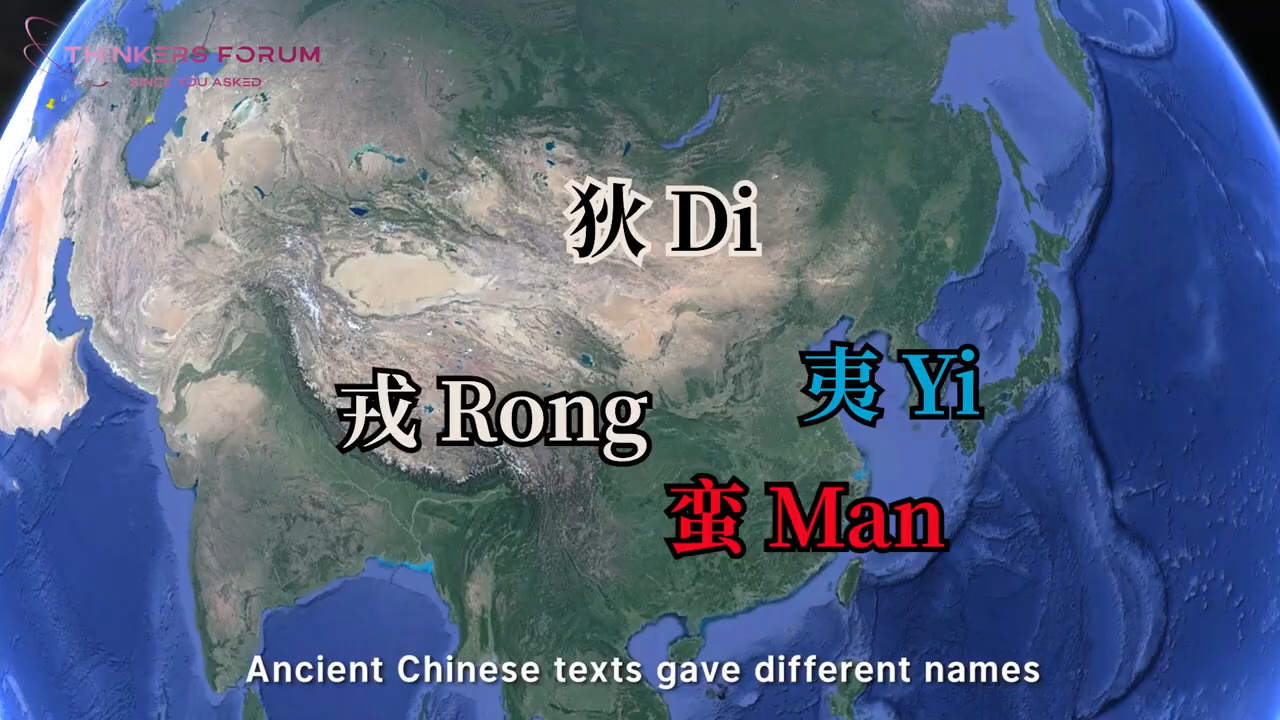 THINKERS FORUM
SINCE YOU ASKED
狄 Di
夷 Yi
戎 Rong
蛮 Man
Ancient Chinese texts gave different names